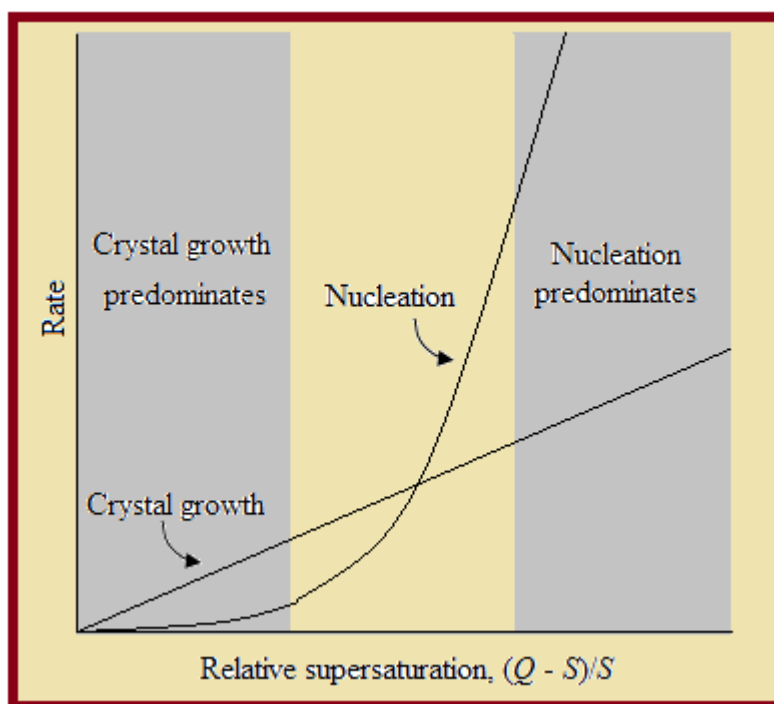 Crystal growth
predominates
Nucleation
Nucleation
predominates
Rate
Crystal growth
Relative supersaturation, (Q - S)/S